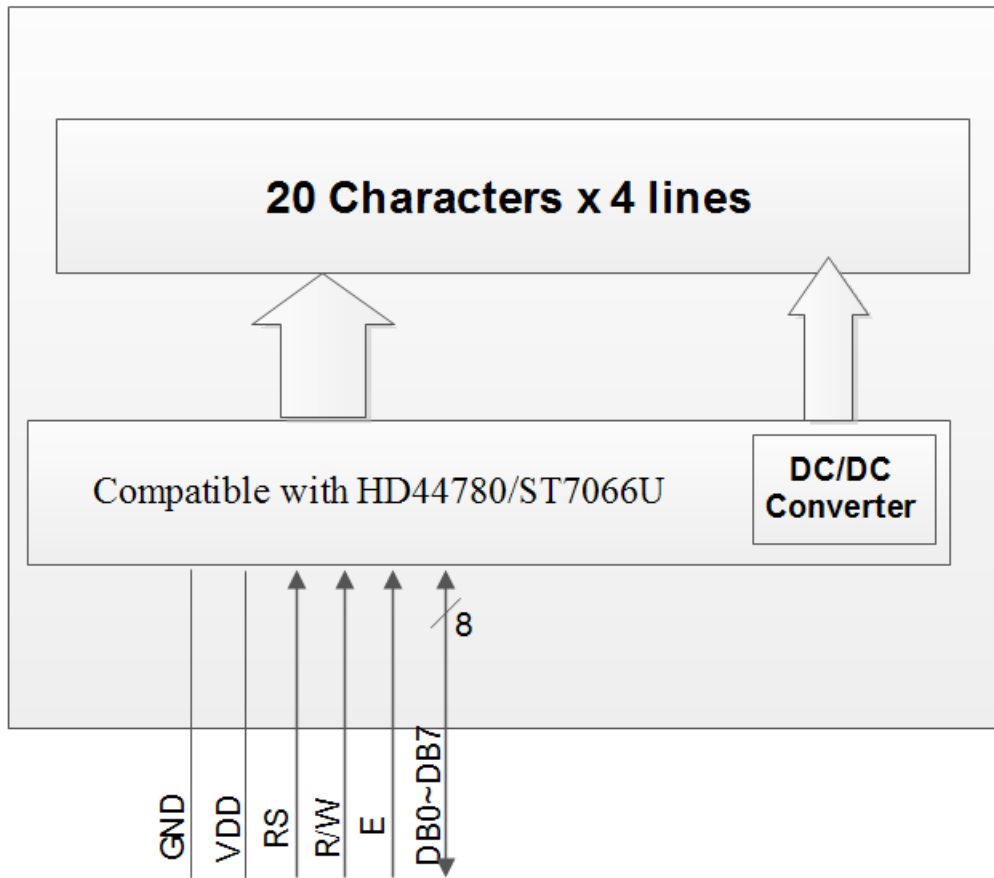 20 Characters x 4 lines
Compatible with HD44780/ST7066U
DC/DC
Converter
8
GND
VDD
RS
R/W
E
DB0~DB7